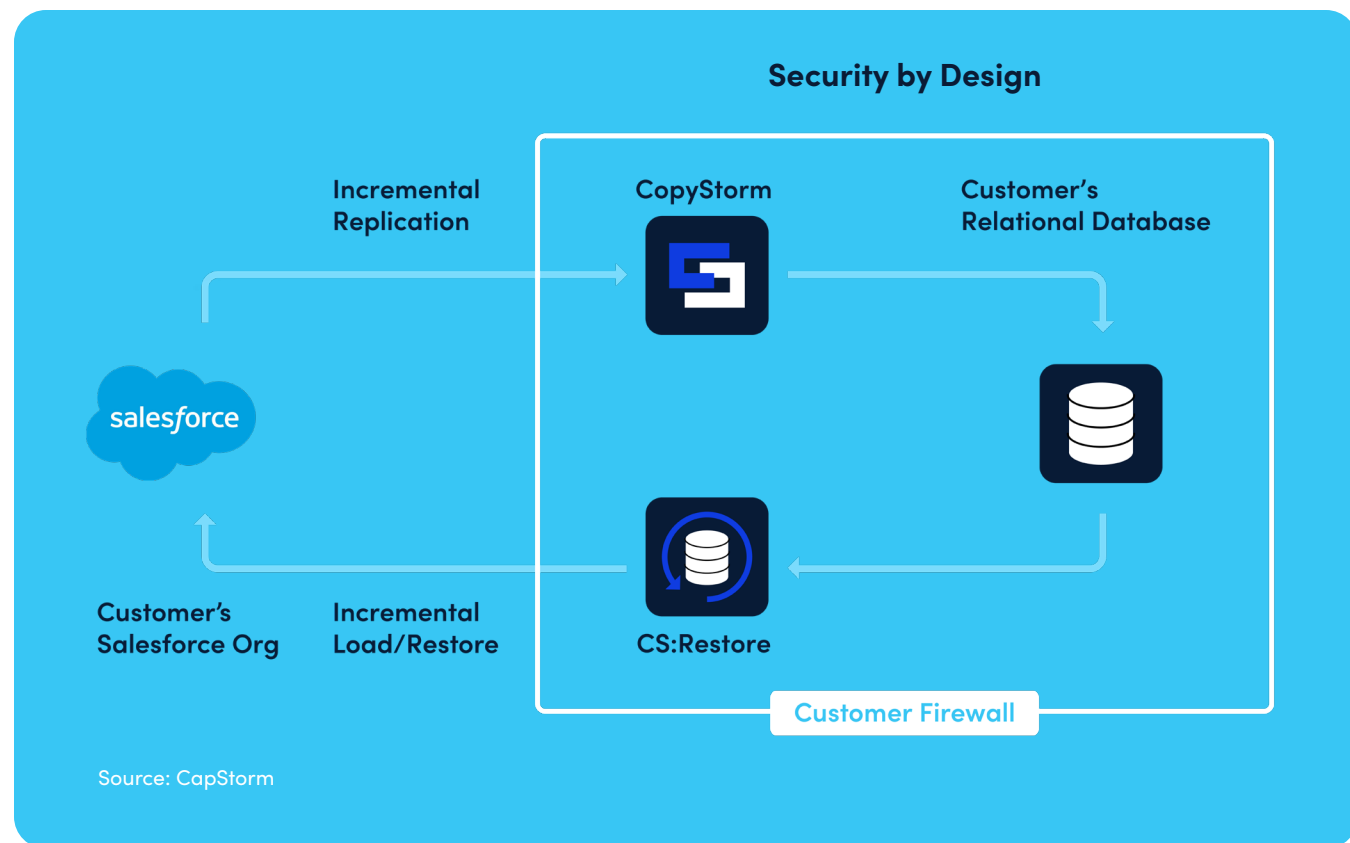 Security by Design
Incremental
Replication
CopyStorm
Customer’s
Relational Database
salesforce
Customer’s
Salesforce Org
Incremental
Load/Restore
CS:Restore
Customer Firewall
Source: CapStorm